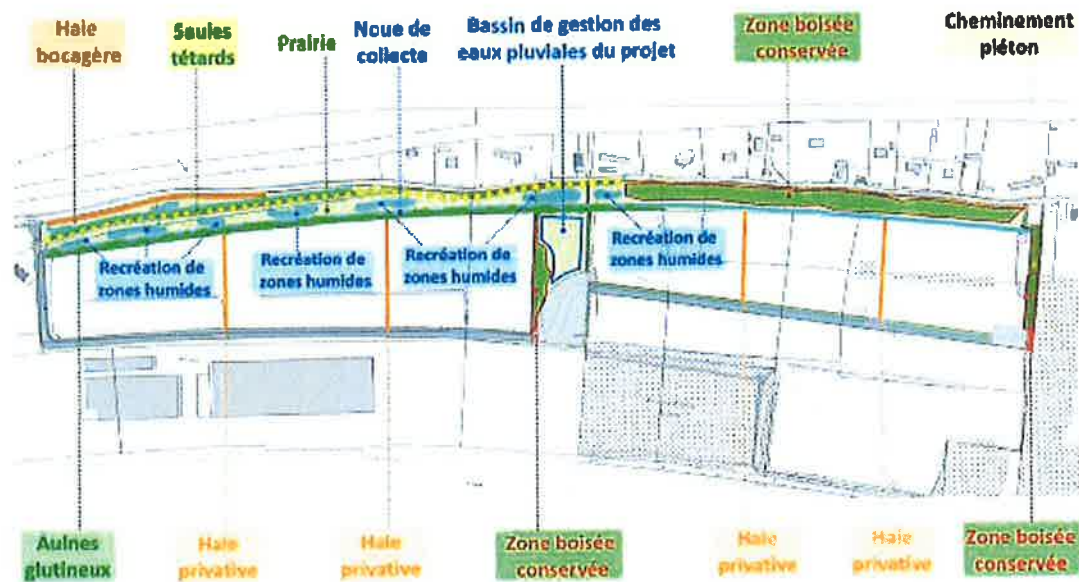 Haie
bocagère
Saules
têtards
Prairie
Noue de
collecte
Bassin de gestion des
eaux pluviales du projet
Zone boisée
conservée
Cheminement
piéton
Recréation de
zones humides
Recréation de
zones humides
Recréation de
zones humides
Recréation de
zones humides
Aulnes
glutineux
Haie
privative
Haie
privative
Zone boisée
conservée
Haie
privative
Haie
privative
Zone boisée
conservée